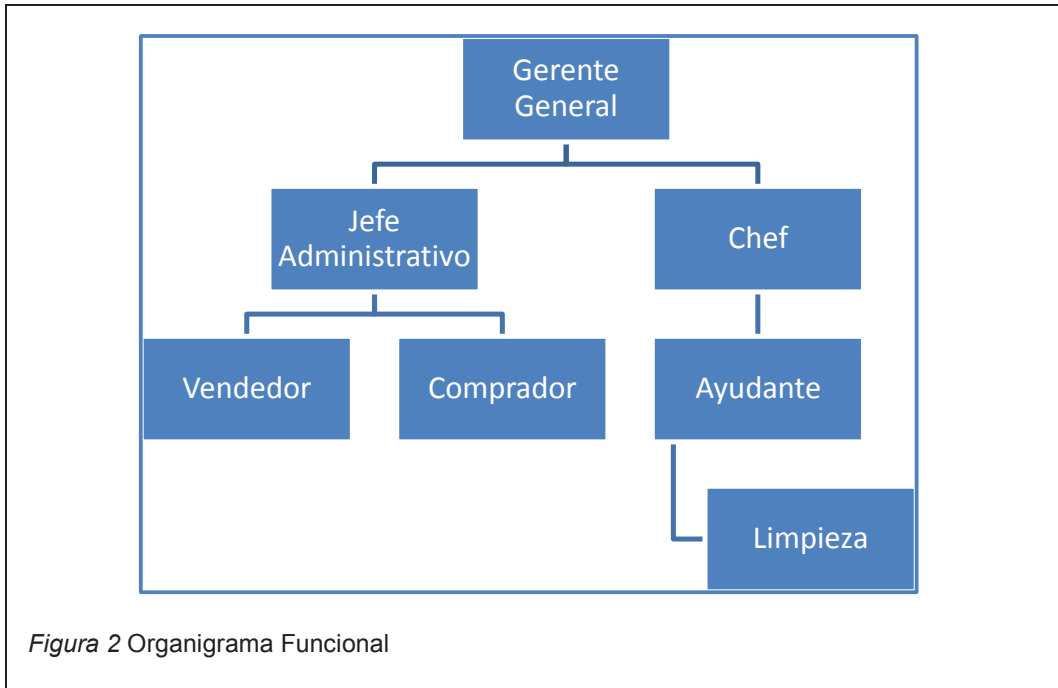 Gerente
General
Jefe
Administrativo
Chef
Vendedor
Comprador
Ayudante
Limpieza
Figura 2 Organigrama Funcional